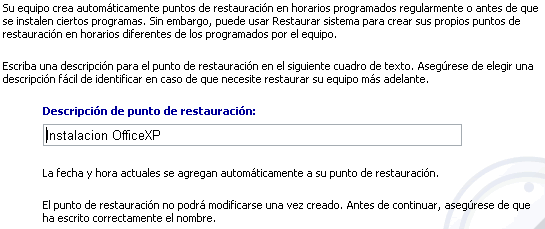 Su equipo crea automáticamente puntos de restauración en horarios programados regularmente o antes de que
se instalen ciertos programas. Sin embargo, puede usar Restaurar sistema para crear sus propios puntos de
restauración en horarios diferentes de los programados por el equipo.
Escriba una descripción para el punto de restauración en el siguiente cuadro de texto. Asegúrese de elegir una
descripción fácil de identificar en caso de que necesite restaurar su equipo más adelante.
Descripción de punto de restauración:
Instalacion OfficeXP
La fecha y hora actuales se agregan automáticamente a su punto de restauración.
El punto de restauración no podrá modificarse una vez creado. Antes de continuar, asegúrese de que
ha escrito correctamente el nombre.